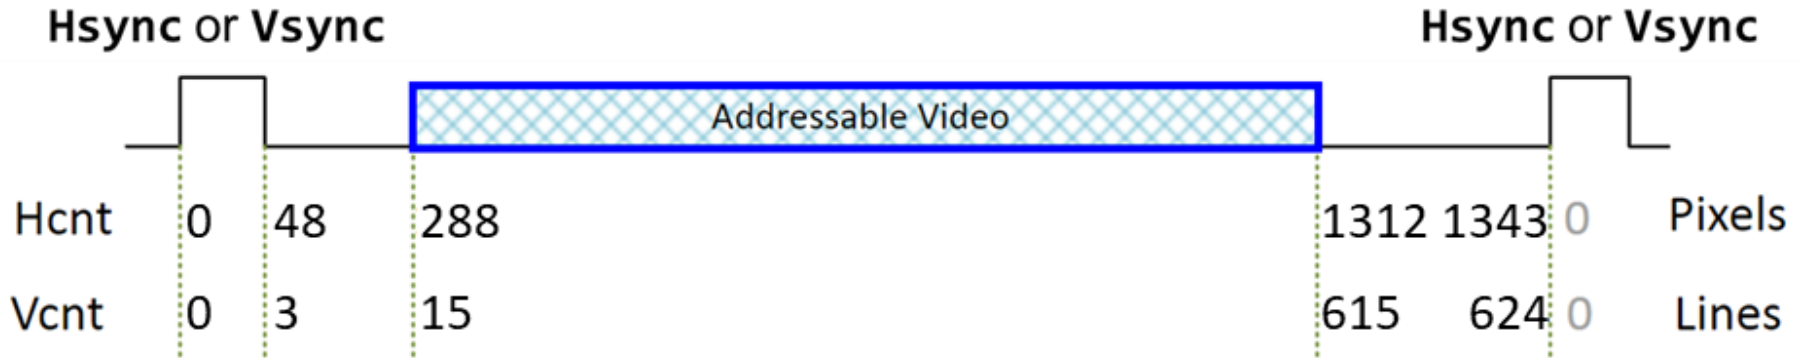 Hsync or Vsync Hsync or Vsync
Addressable Video
Hcnt 0 48 288 1312 1343 0 Pixels
Vcnt 0 3 15 615 624 0 Lines